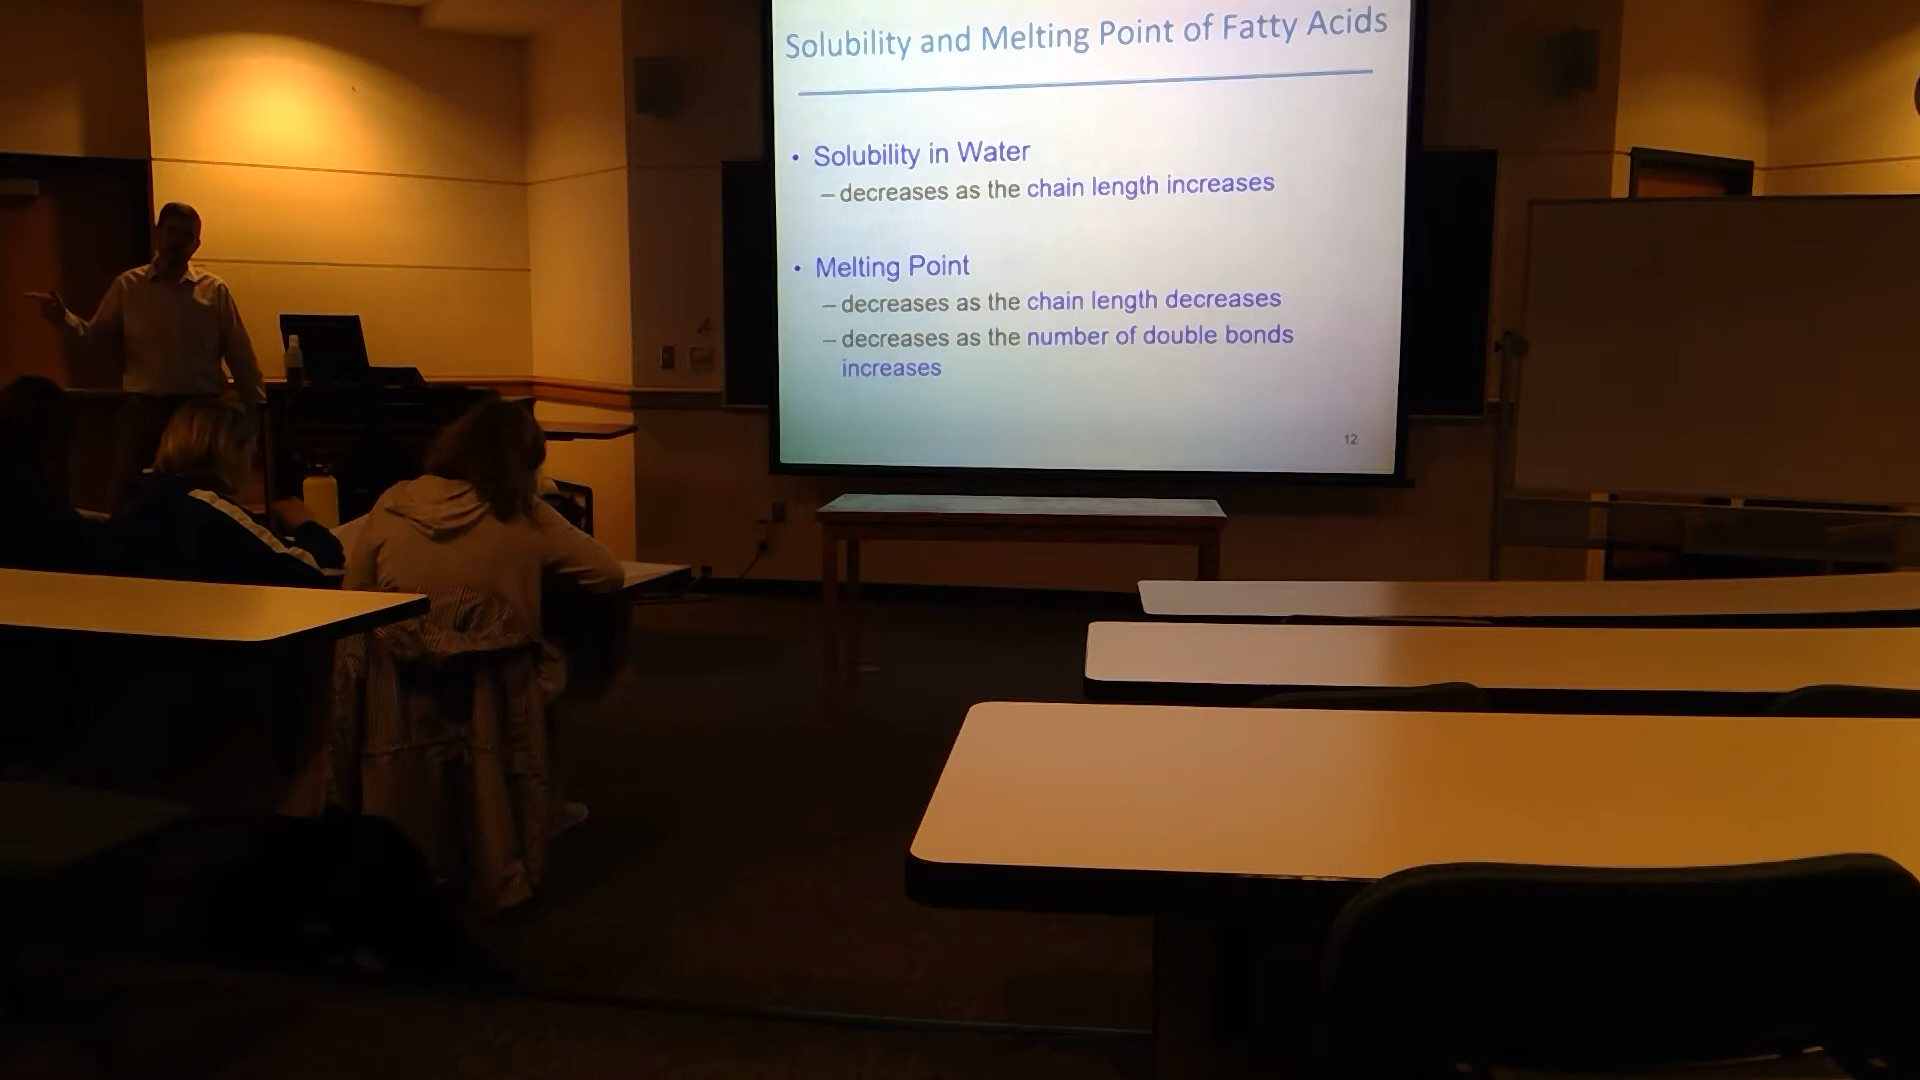 Solubility and Melting Point of Fatty Acids
• Solubility in Water
– decreases as the chain length increases
• Melting Point
– decreases as the chain length decreases
– decreases as the number of double bonds
increases
12